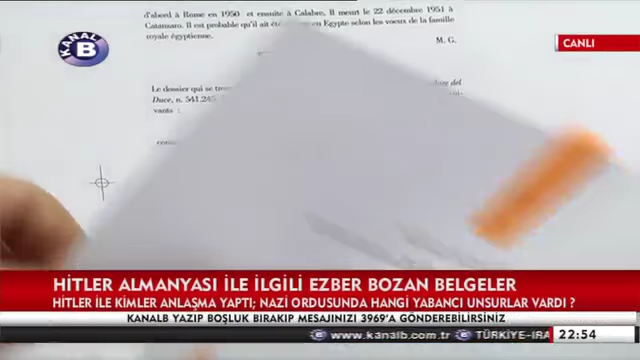 d'abord à Rome en 1950 et ensuite à Calabre, Il meurt le 22 décembre 1951 à
Catanzaro. Il est probable qu'il ait été en Egypte selon les voeux de la famille
royale égyptienne.
M. G.
KANAL
B
CANLI
Le dossier qui se del
Duce, n. 541.245
vants :
HİTLER ALMANYASI İLE İLGİLİ EZBER BOZAN BELGELER
HİTLER İLE KİMLER ANLAŞMA YAPTI; NAZİ ORDUSUNDA HANGİ YABANCI UNSURLAR VARDI ?
KANALB YAZIP BOŞLUK BIRAKIP MESAJINIZI 3969'A GÖNDEREBİLİRSİNİZ
B www.kanalb.com.tr B TÜRKİYE-IRA 22:54